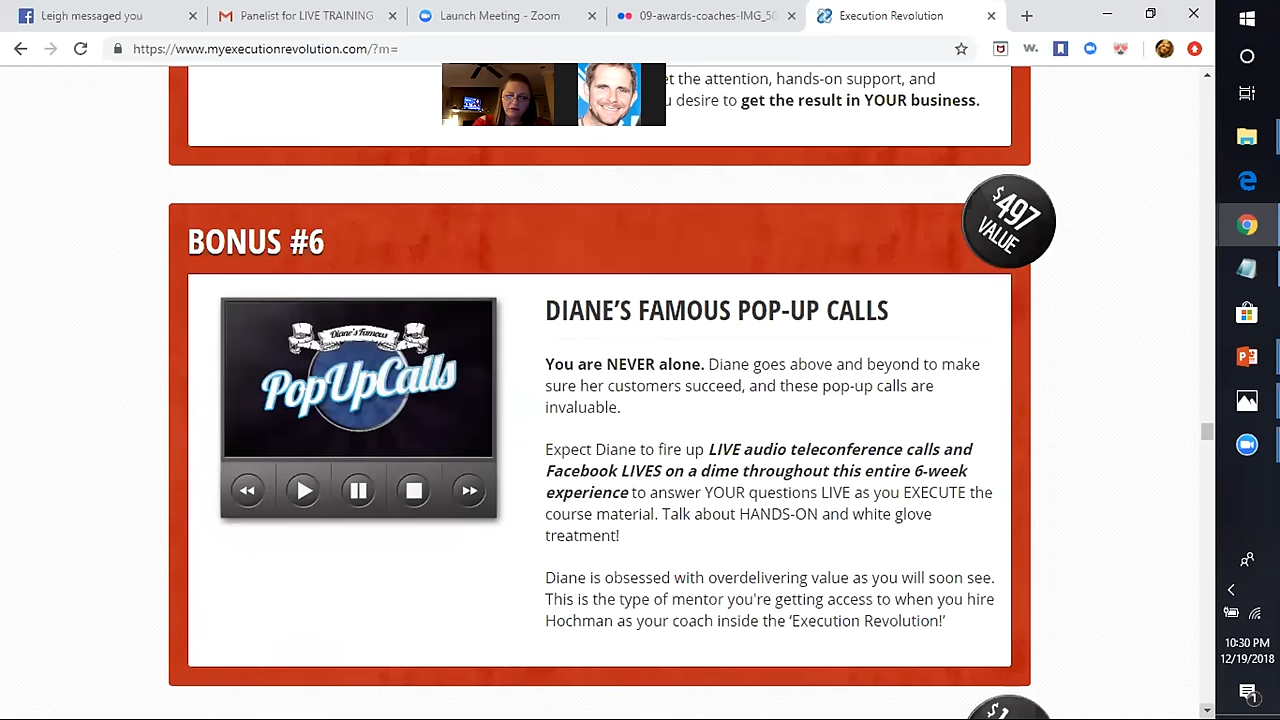 Leigh messaged you
Panelist for LIVE TRAINING
Launch Meeting - Zoom
09-awards-coaches-IMG_50
Execution Revolution
https://www.myexecutionrevolution.com/?m=
et the attention, hands-on support, and
u desire to get the result in YOUR business.
$497
VALUE
BONUS #6
Diane's Famous
PopUpCalls
DIANE'S FAMOUS POP-UP CALLS
You are NEVER alone. Diane goes above and beyond to make
sure her customers succeed, and these pop-up calls are
invaluable.
Expect Diane to fire up LIVE audio teleconference calls and
Facebook LIVES on a dime throughout this entire 6-week
experience to answer YOUR questions LIVE as you EXECUTE the
course material. Talk about HANDS-ON and white glove
treatment!
Diane is obsessed with overdelivering value as you will soon see.
This is the type of mentor you're getting access to when you hire
Hochman as your coach inside the 'Execution Revolution!'
10:30 PM
12/19/2018
1